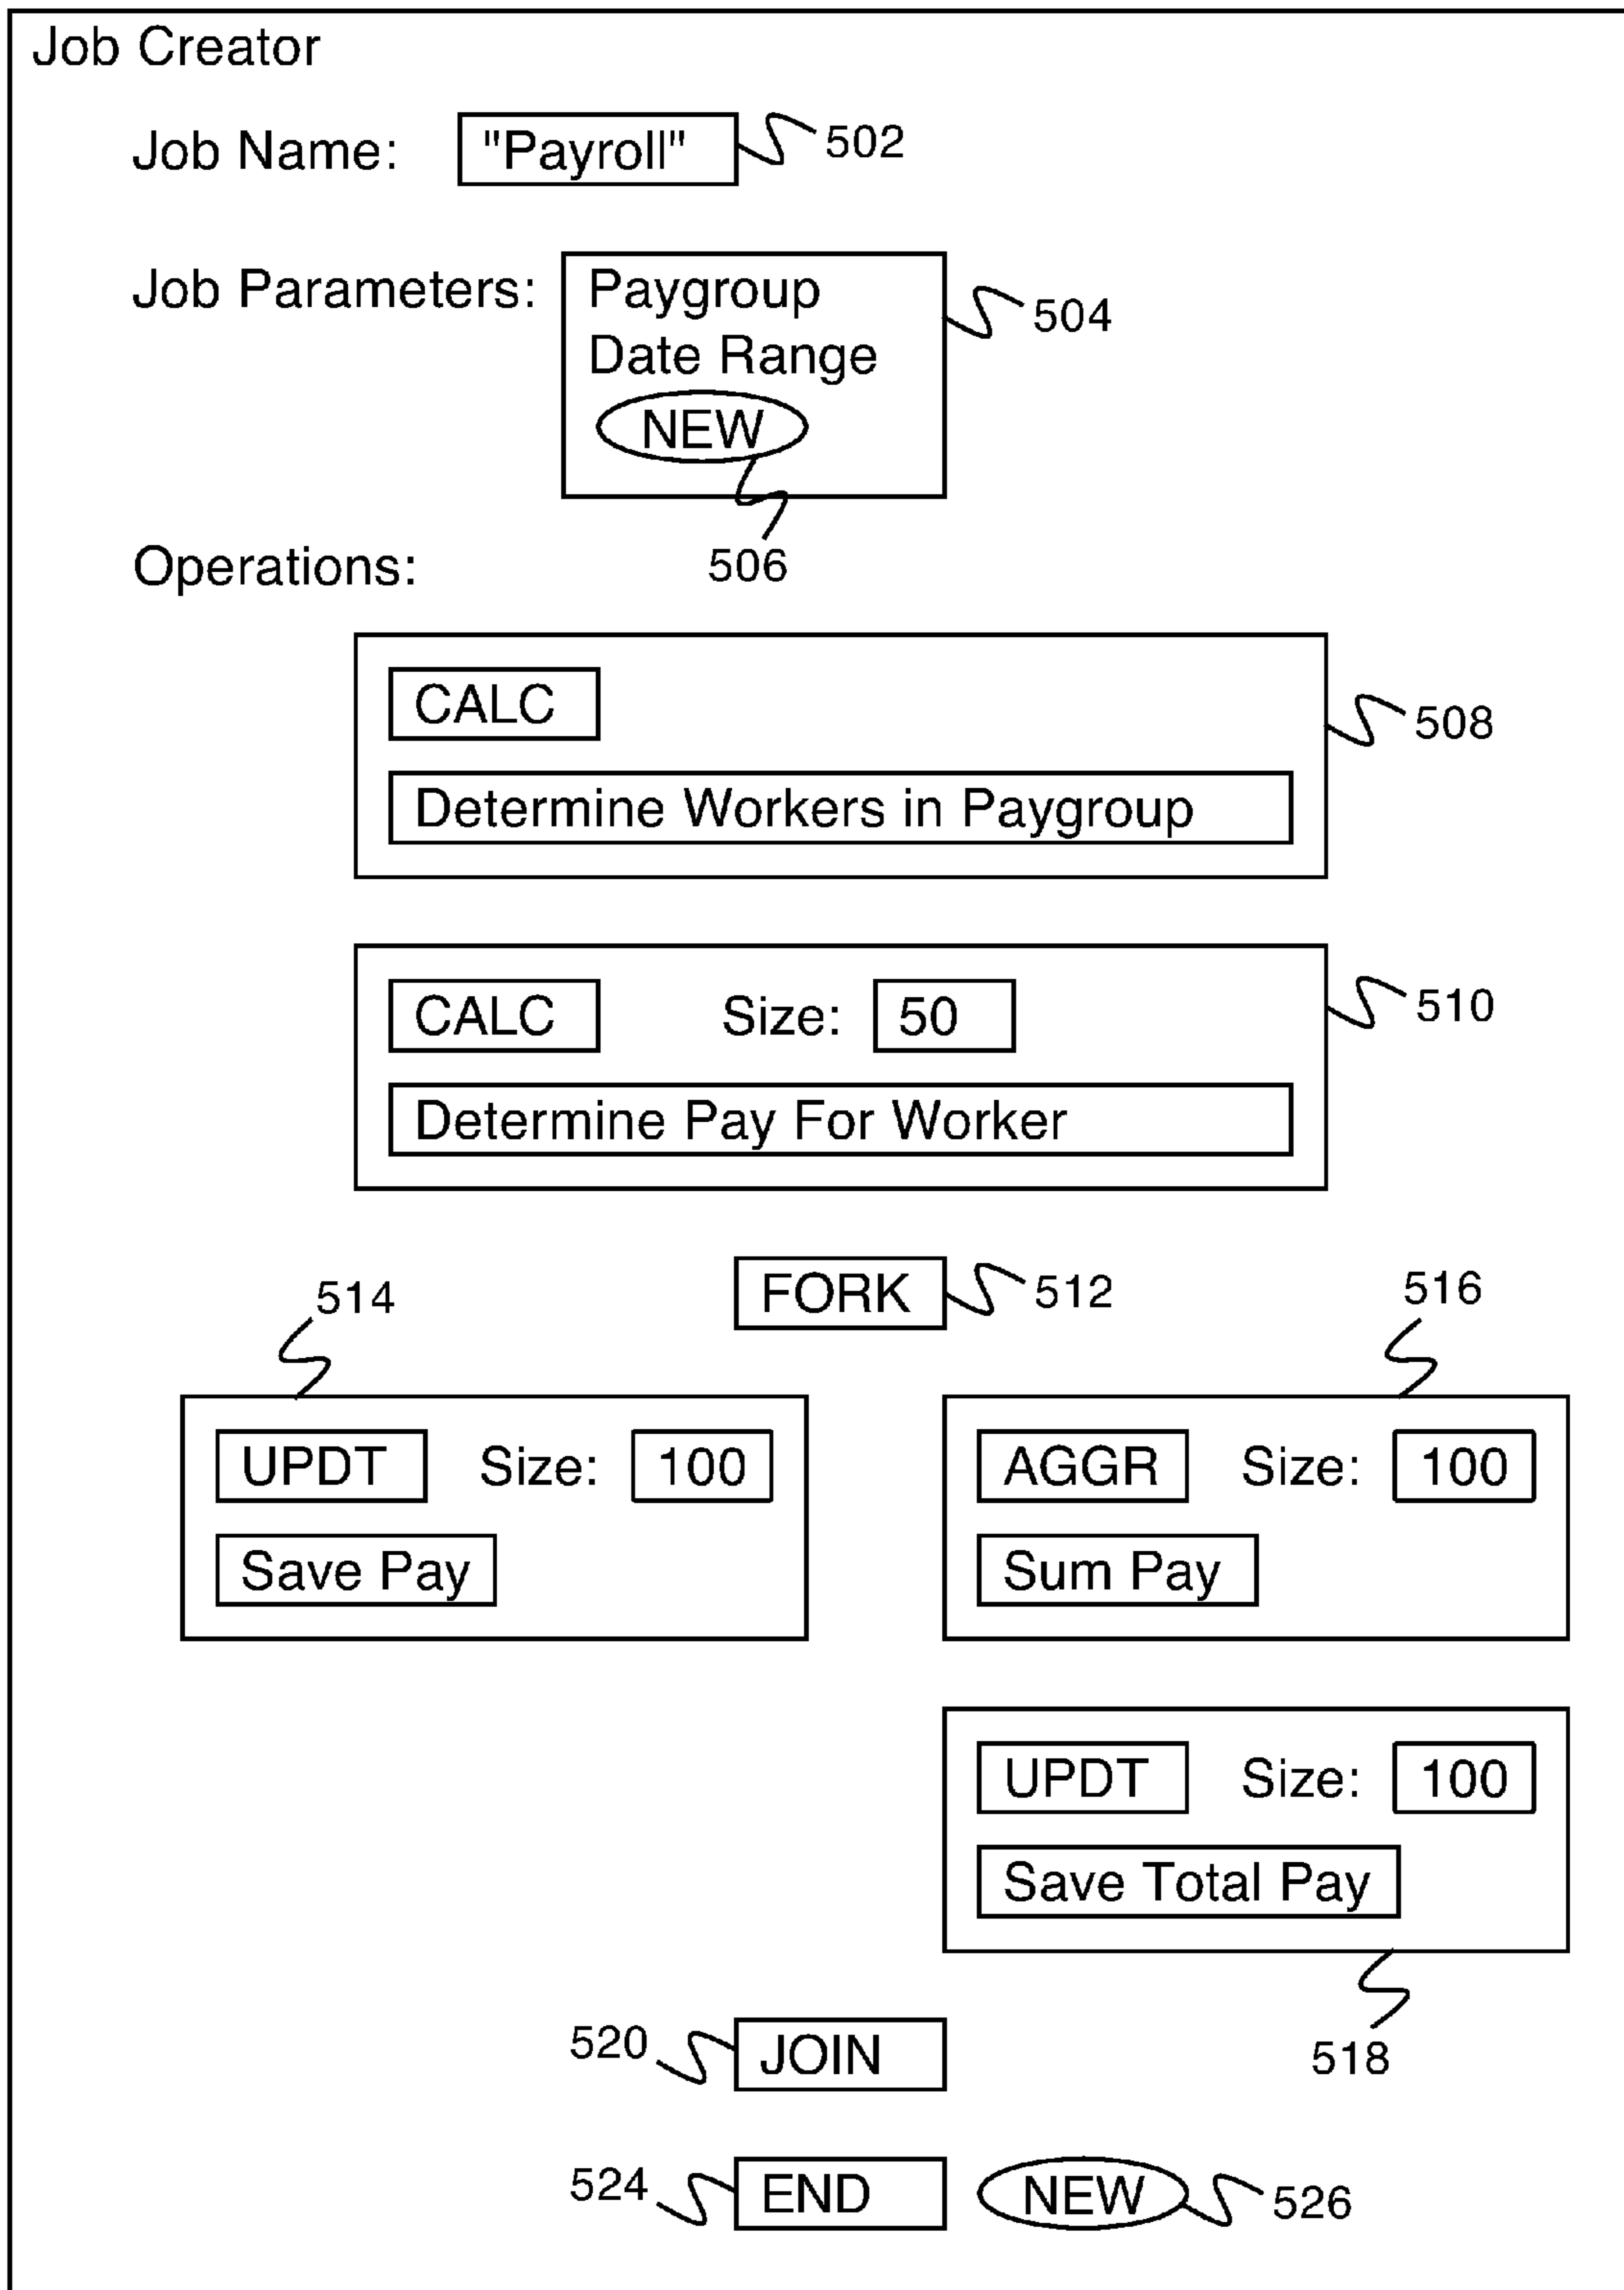 Job Creator
Job Name: "Payroll" 502
Job Parameters: Paygroup
Date Range
NEW
504
506
Operations:
CALC
Determine Workers in Paygroup
508
CALC Size: 50
Determine Pay For Worker
510
FORK 512
514
UPDT Size: 100
Save Pay
516
AGGR Size: 100
Sum Pay
UPDT Size: 100
Save Total Pay
518
520 JOIN
524 END NEW 526